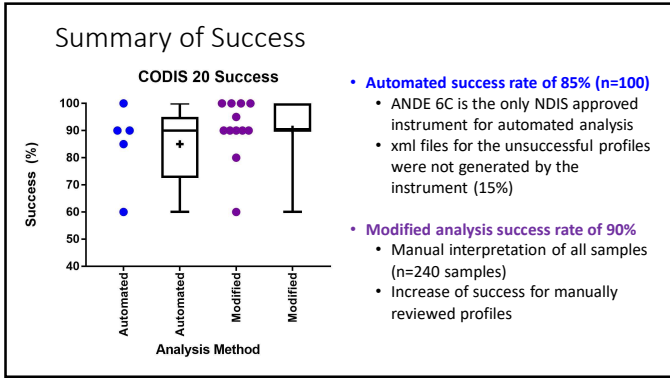 Summary of Success
CODIS 20 Success
100
90
80
70
60
50
40
Success (%)
Automated
Automated
Modified
Modified
Analysis Method
• Automated success rate of 85% (n=100)
• ANDE 6C is the only NDIS approved
instrument for automated analysis
• xml files for the unsuccessful profiles
were not generated by the
instrument (15%)
• Modified analysis success rate of 90%
• Manual interpretation of all samples
(n=240 samples)
• Increase of success for manually
reviewed profiles